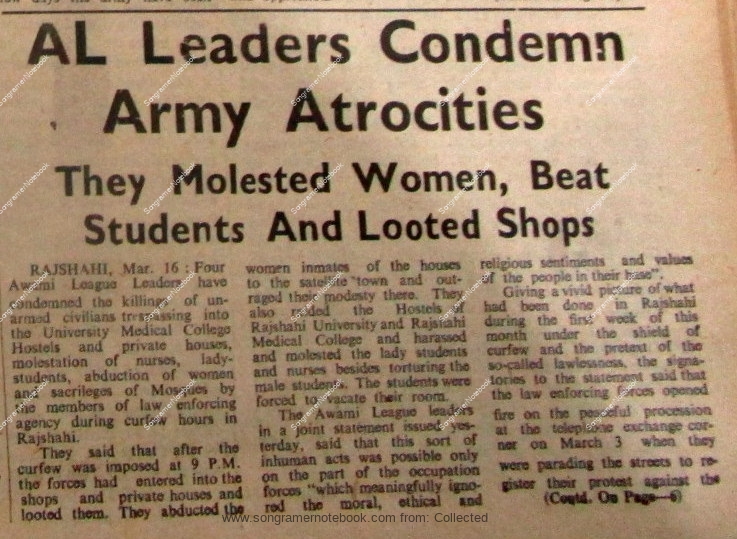 AL Leaders Condemn
Army Atrocities
They Molested Women, Beat
Students And Looted Shops
RAJSHAHI, Mar. 16 : Four
Awami League Leaders have
condemned the killing of un-
armed civilians trespassing into
the University Medical College
Hostels and private houses,
molestation of nurses, lady-
students, abduction of women
and sacrileges of Mosques by
the members of law enforcing
agency during curfew hours in
Rajshahi.
They said that after the
curfew was imposed at 9 P.M.
the forces had entered into the
shops and private houses and
looted them. They abducted the
women inmates of the houses
to the satellite town and out-
raged their modesty there. They
also raided the Hostels of
Rajshahi University and Rajshahi
Medical College and harassed
and molested the lady students
and nurses besides torturing the
male students. The students were
forced to vacate their room.
The Awami League leaders
in a joint statement issued yes-
terday, said that this sort of
inhuman acts was possible only
on the part of the occupation
forces "which meaningfully igno-
red the moral, ethical and
religious sentiments and values
of the people in their base".
Giving a vivid picture of what
had been done in Rajshahi
during the first week of this
month under the shield of
curfew and the pretext of the
so-called lawlessness, the signa-
tories to the statement said that
the law enforcing forces opened
fire on the peaceful procession
at the telephone exchange cor-
ner on March 3 when they
were parading the streets to re-
gister their protest against the
(Contd. On Page—6)
www.songramernotebook.com from: Collected